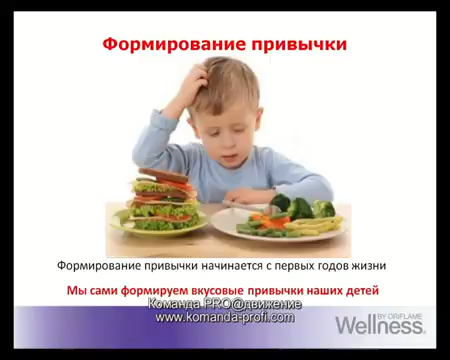 Формирование привычки
Формирование привычки начинается с первых годов жизни
Мы сами формируем вкусовые привычки наших детей
Команда PRO@движение
www.komanda-profi.com
BY ORIFLAME
Wellness.